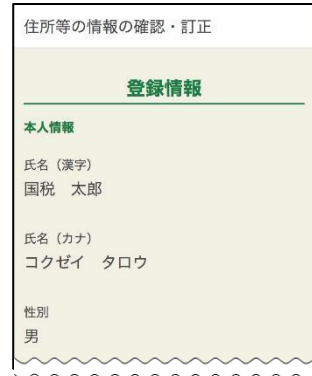 住所等の情報の確認・訂正
登録情報
本人情報
氏名（漢字）
国税　太郎
氏名（カナ）
コクゼイ　タロウ
性別
男